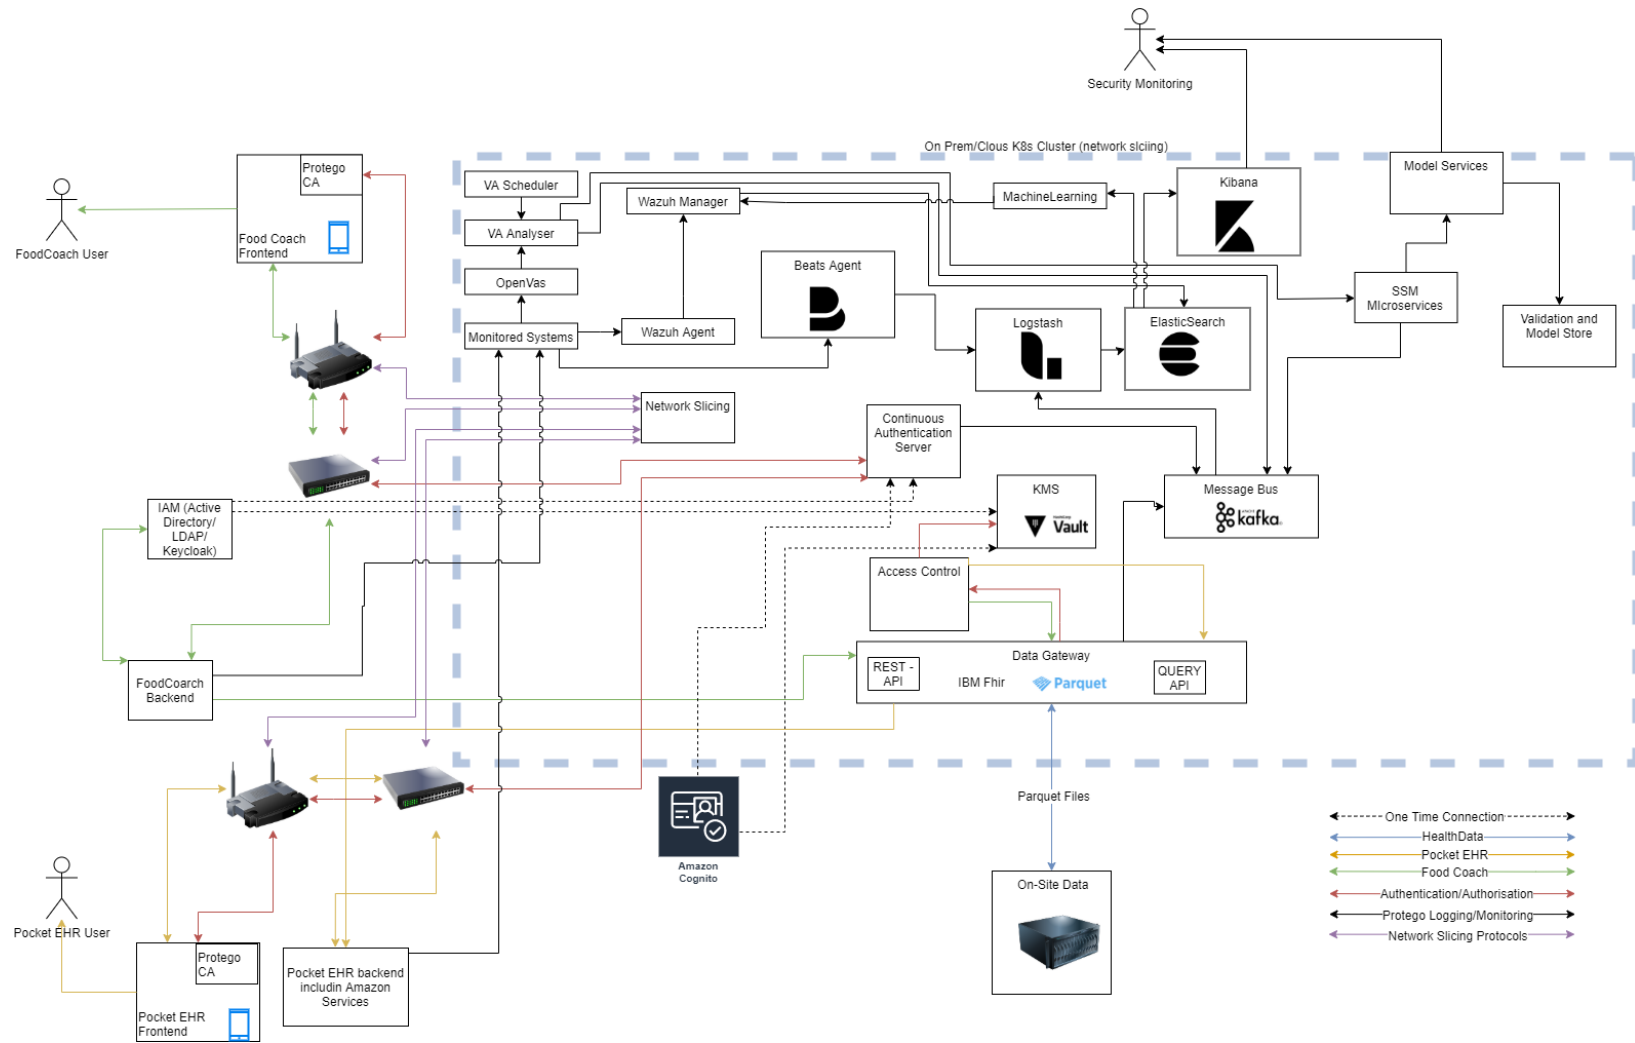 Security Monitoring
On Prem/Clous K8s Cluster (network slciing)
Protego
CA
Food Coach
Frontend
FoodCoach User
VA Scheduler
VA Analyser
OpenVas
Monitored Systems
Wazuh Manager
Wazuh Agent
Beats Agent
MachineLearning
Kibana
Logstash
ElasticSearch
Model Services
SSM
MIcroservices
Validation and
Model Store
Network Slicing
Continuous
Authentication
Server
KMS
Vault
Message Bus
kafka
IAM (Active
Directory/
LDAP/
Keycloak)
Access Control
FoodCoarch
Backend
Data Gateway
REST -
API
IBM Fhir
Parquet
QUERY
API
Parquet Files
Amazon
Cognito
On-Site Data
Pocket EHR User
Protego
CA
Pocket EHR
Frontend
Pocket EHR backend
includin Amazon
Services
One Time Connection
HealthData
Pocket EHR
Food Coach
Authentication/Authorisation
Protego Logging/Monitoring
Network Slicing Protocols